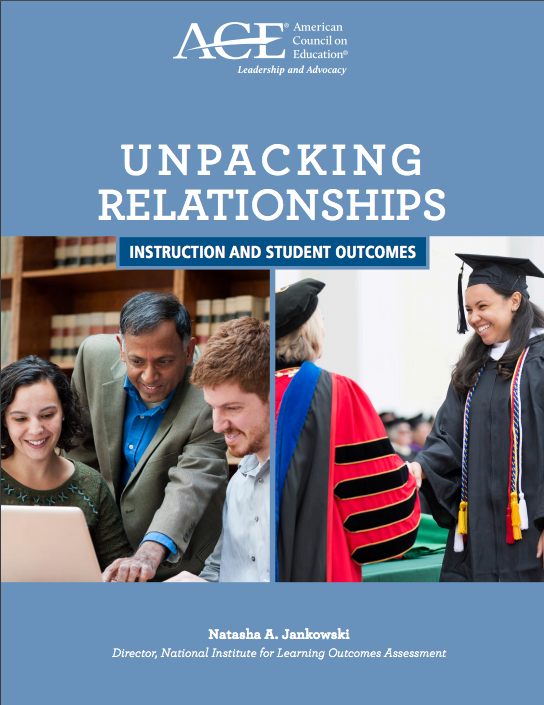 ACE® American
Council on
Education®
Leadership and Advocacy
UNPACKING
RELATIONSHIPS
INSTRUCTION AND STUDENT OUTCOMES
Natasha A. Jankowski
Director, National Institute for Learning Outcomes Assessment